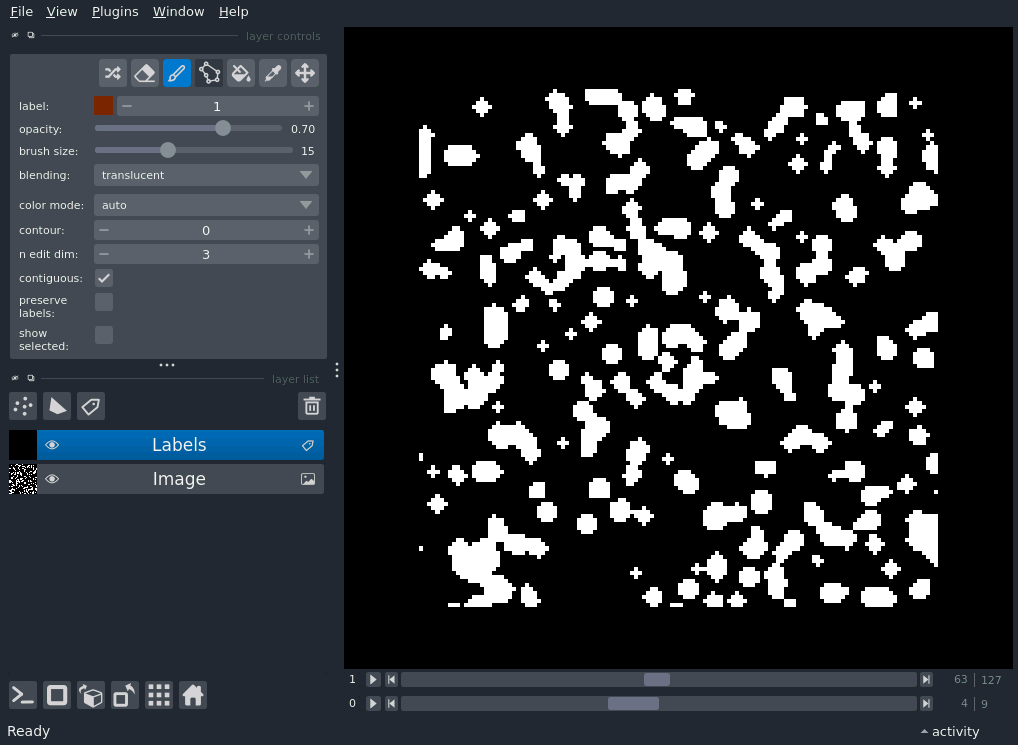 File View Plugins Window Help
layer controls
label: 1
opacity: 0.70
brush size: 15
blending: translucent
color mode: auto
contour: 0
n edit dim: 3
contiguous:
preserve
labels:
show
selected:
layer list
Labels
Image
1 63 127
0 4 9
Ready activity